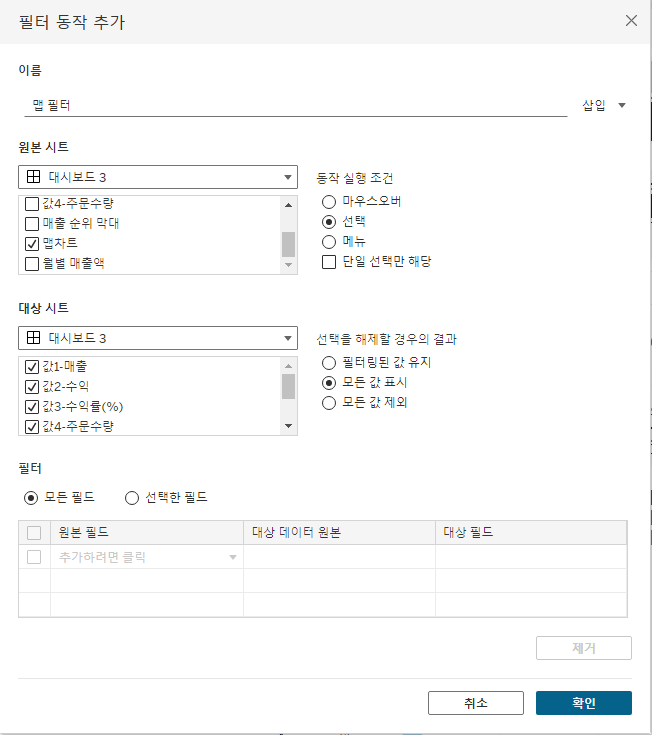 필터 동작 추가
이름
맵 필터
삽입
원본 시트
대시보드 3
동작 실행 조건
값4-주문수량
마우스오버
매출 순위 막대
선택
맵차트
메뉴
월별 매출액
단일 선택만 해당
대상 시트
대시보드 3
선택을 해제할 경우의 결과
값1-매출
필터링된 값 유지
값2-수익
모든 값 표시
값3-수익률(%)
모든 값 제외
값4-주문수량
필터
모든 필드
선택한 필드
원본 필드
대상 데이터 원본
대상 필드
추가하려면 클릭
제거
취소
확인